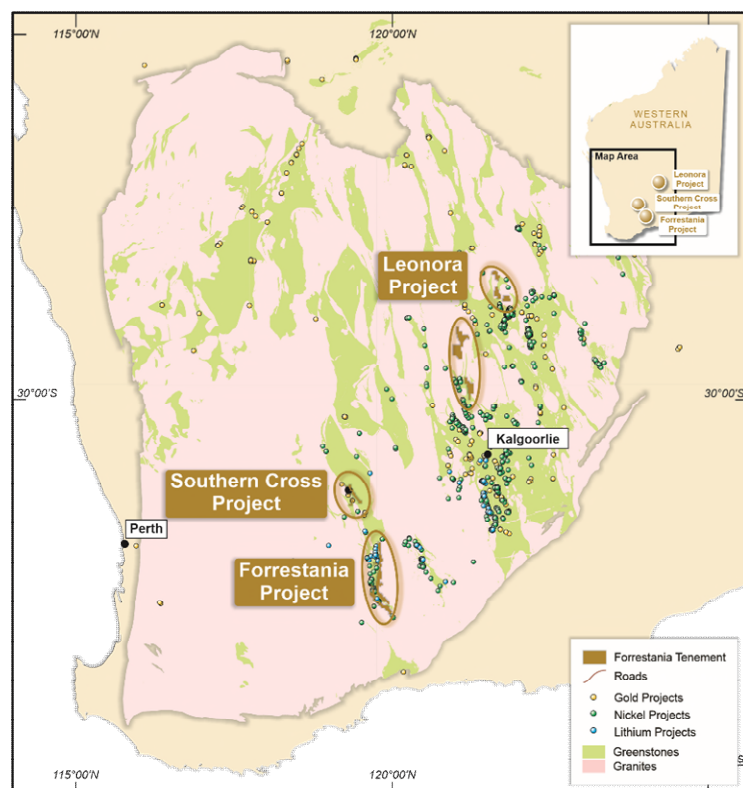 115°00'N
120°00'N
WESTERN
AUSTRALIA
Map Area
Leonora
Project
Southern Cross
Project
Forrestania
Project
Leonora
Project
30°00'S
30°00'S
Kalgoorlie
Southern Cross
Project
Perth
Forrestania
Project
Forrestania Tenement
Roads
Gold Projects
Nickel Projects
Lithium Projects
Greenstones
Granites
115°00'N
120°00'N